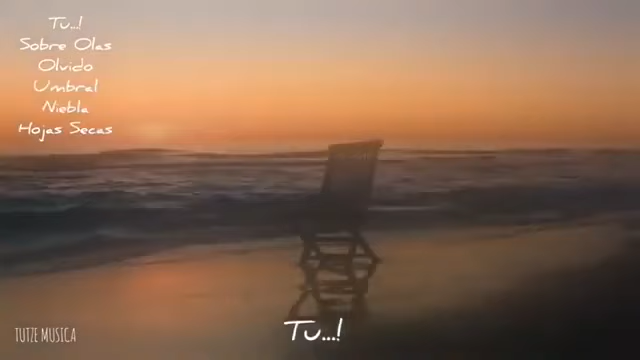 Tu...!
Sobre Olas
Olvido
Umbral
Niebla
Hojas Secas
TUTZE MUSICA
Tu...!